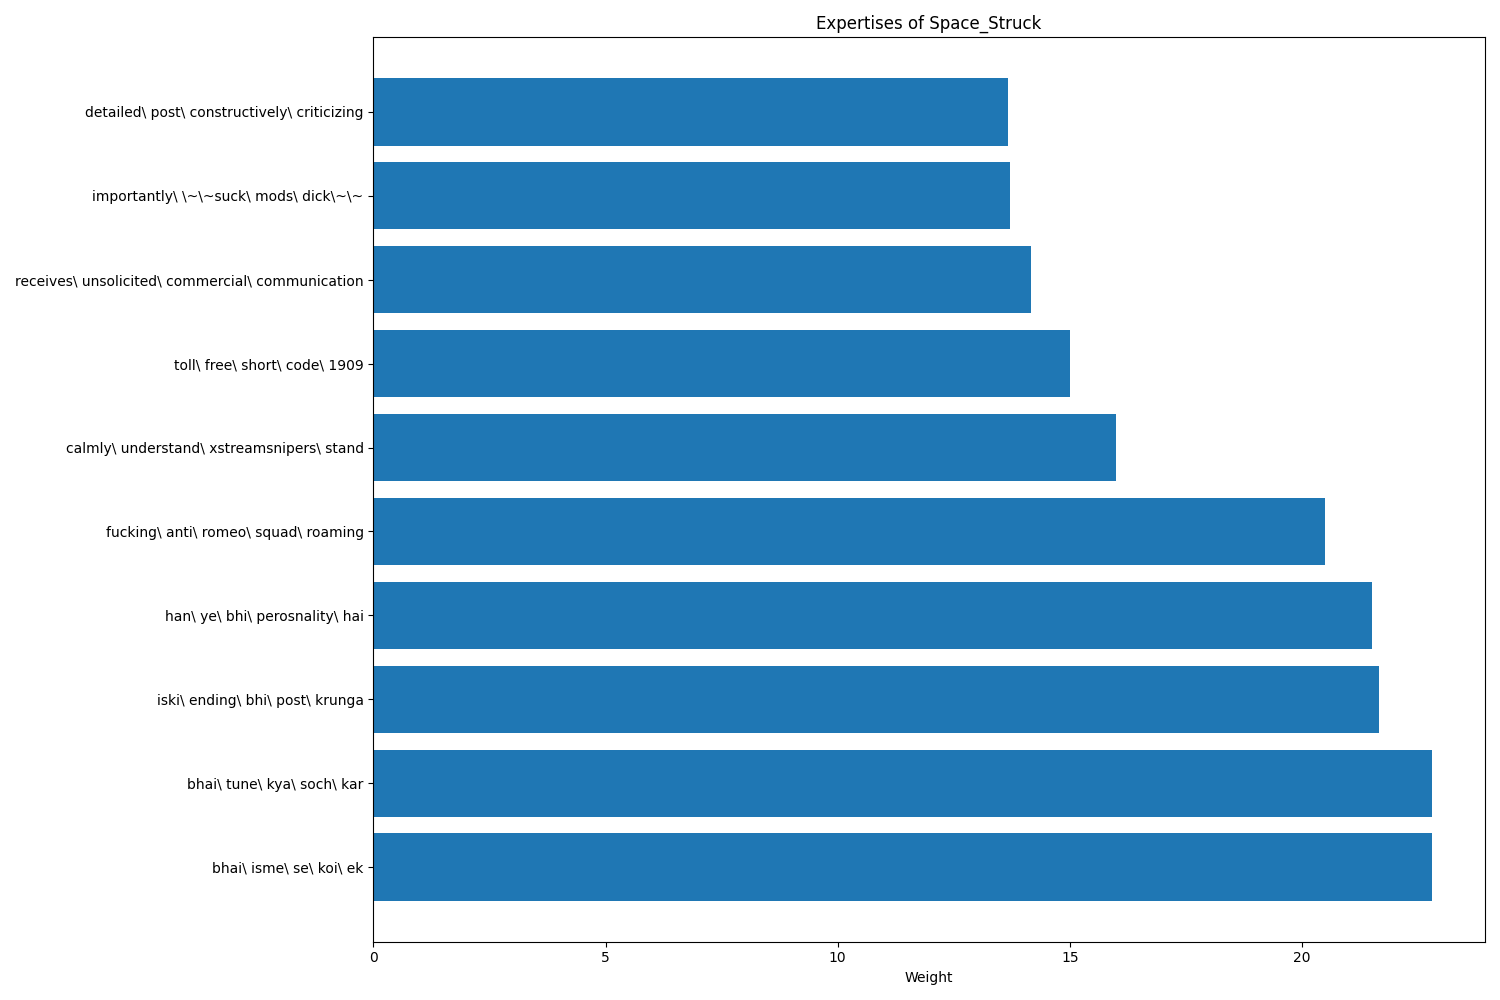 Expertises of Space_Struck
detailed\ post\ constructively\ criticizing
importantly\ \~\~suck\ mods\ dick\~\~
receives\ unsolicited\ commercial\ communication
toll\ free\ short\ code\ 1909
calmly\ understand\ xstreamsnipers\ stand
fucking\ anti\ romeo\ squad\ roaming
han\ ye\ bhi\ perosnality\ hai
iski\ ending\ bhi\ post\ krunga
bhai\ tune\ kya\ soch\ kar
bhai\ isme\ se\ koi\ ek
0 5 10 15 20
Weight